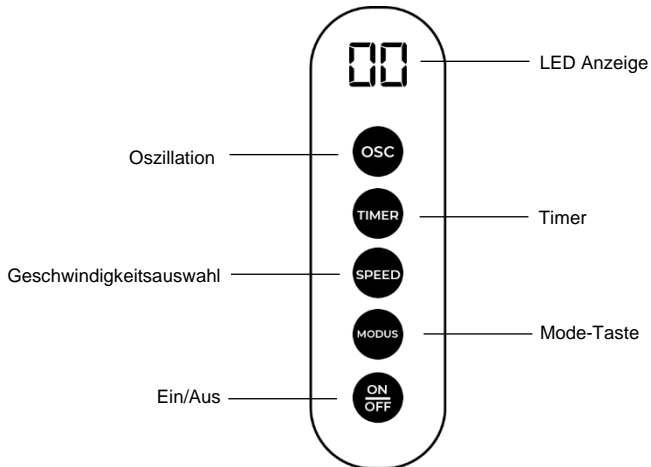 00
LED Anzeige
Oszillation
OSC
TIMER
Timer
Geschwindigkeitsauswahl
SPEED
MODUS
Mode-Taste
Ein/Aus
ON
OFF